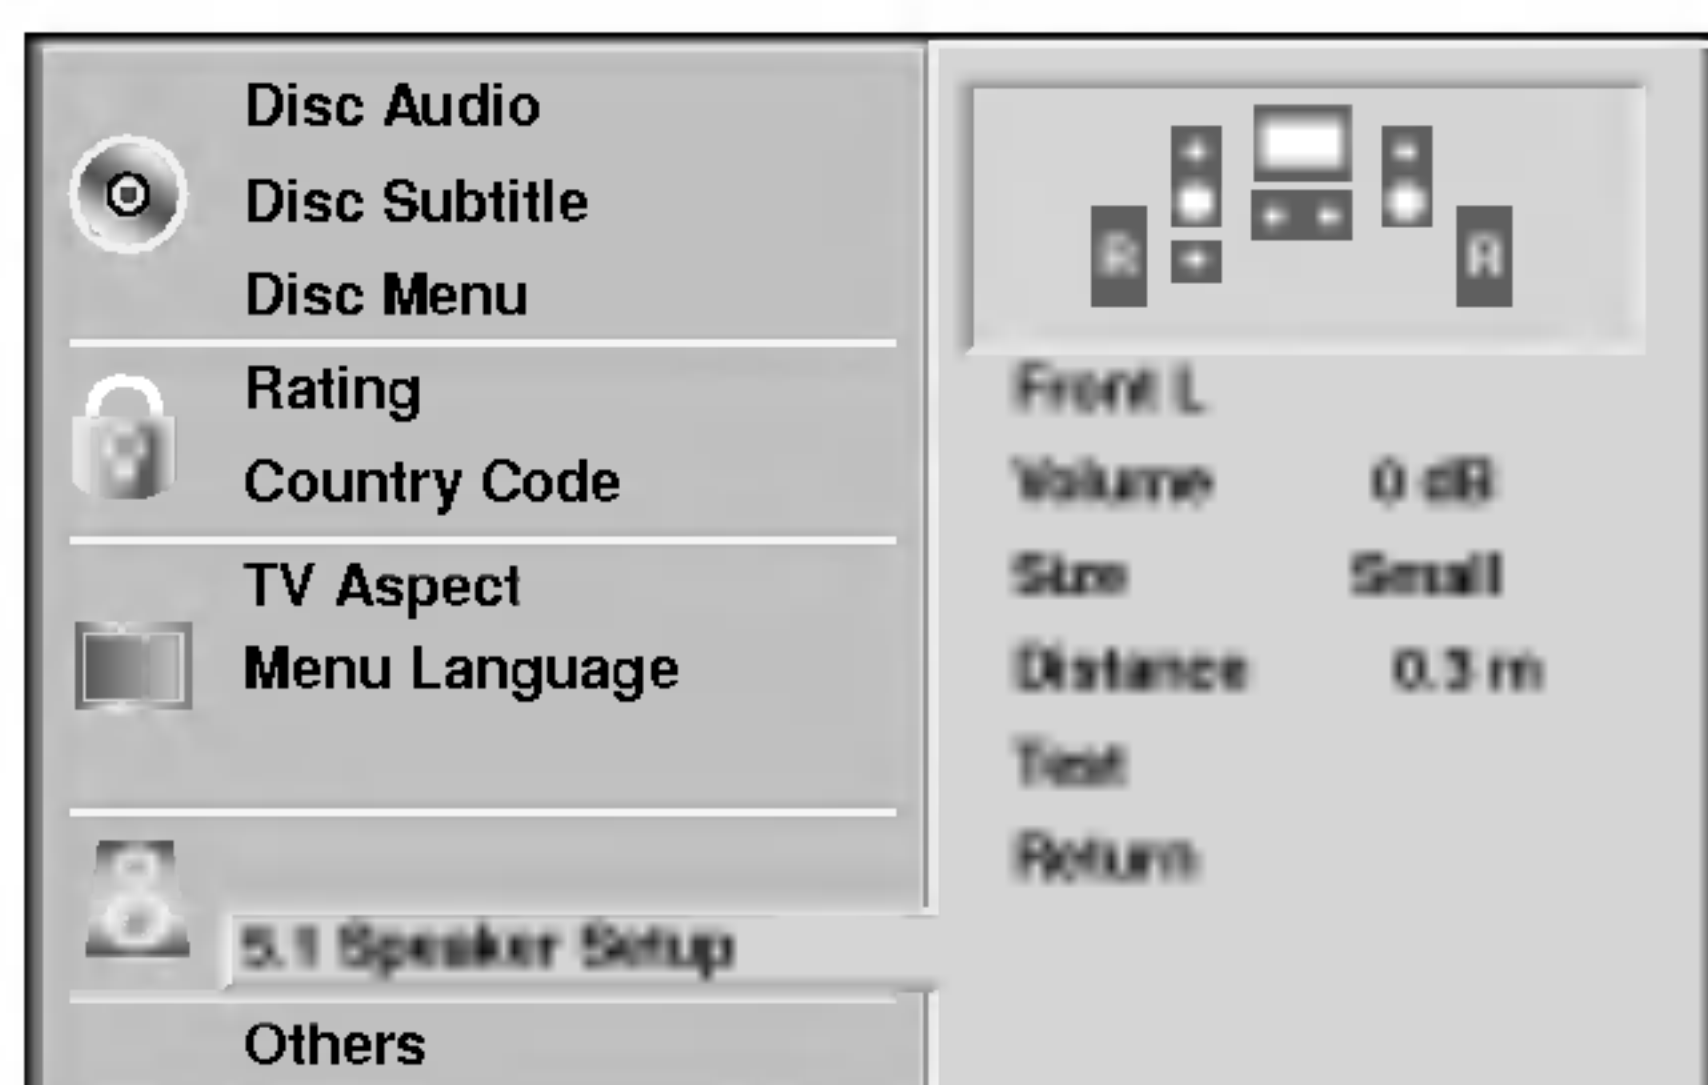 Disc Audio
Disc Subtitle
Disc Menu
Rating
Country Code
TV Aspect
Menu Language
5.1 Speaker Setup
Others
R
R
Front L
Volume 0 dB
Size Small
Distance 0.3 m
Test
Return